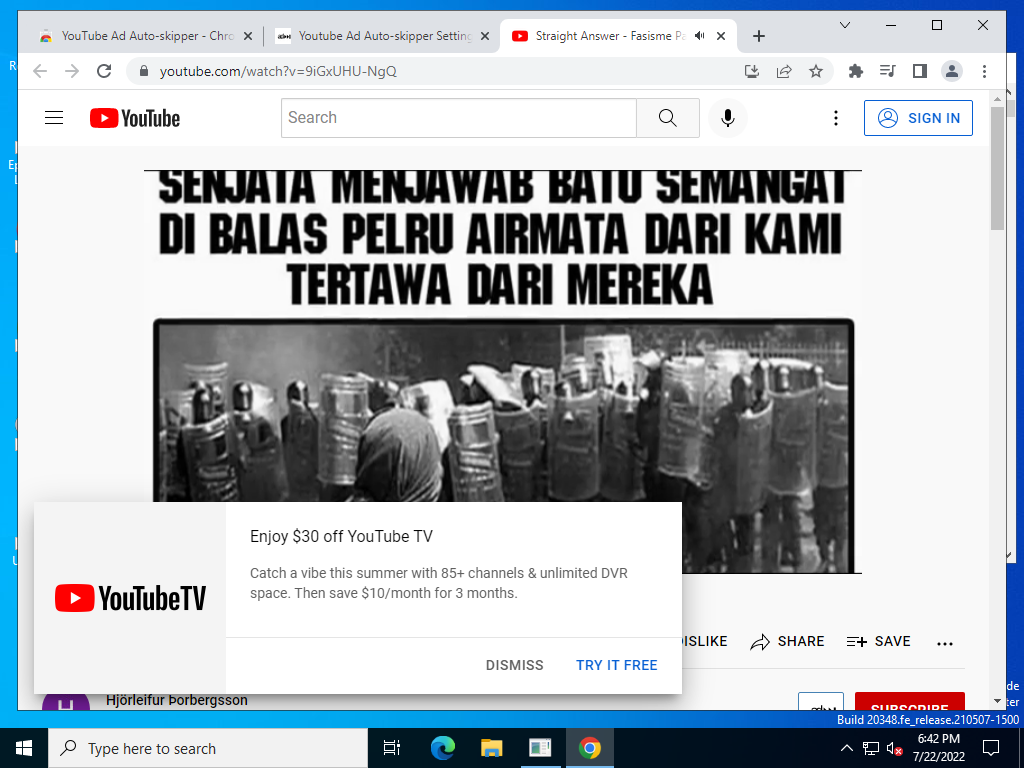 YouTube Ad Auto-skipper - Chro
Youtube Ad Auto-skipper Setting
Straight Answer - Fasisme Pa
youtube.com/watch?v=9iGxUHU-NgQ
YouTube
Search
SIGN IN
SENJATA MENJAWAB BATU SEMANGAT
DI BALAS PELRU AIRMATA DARI KAMI
TERTAWA DARI MEREKA
Enjoy $30 off YouTube TV
Catch a vibe this summer with 85+ channels & unlimited DVR
space. Then save $10/month for 3 months.
YouTubeTV
DISMISS
TRY IT FREE
DISLIKE
SHARE
SAVE
H
Hjörleifur Þorbergsson
SUBSCRIBE
Build 20348.fe_release.210507-1500
Type here to search
6:42 PM
7/22/2022